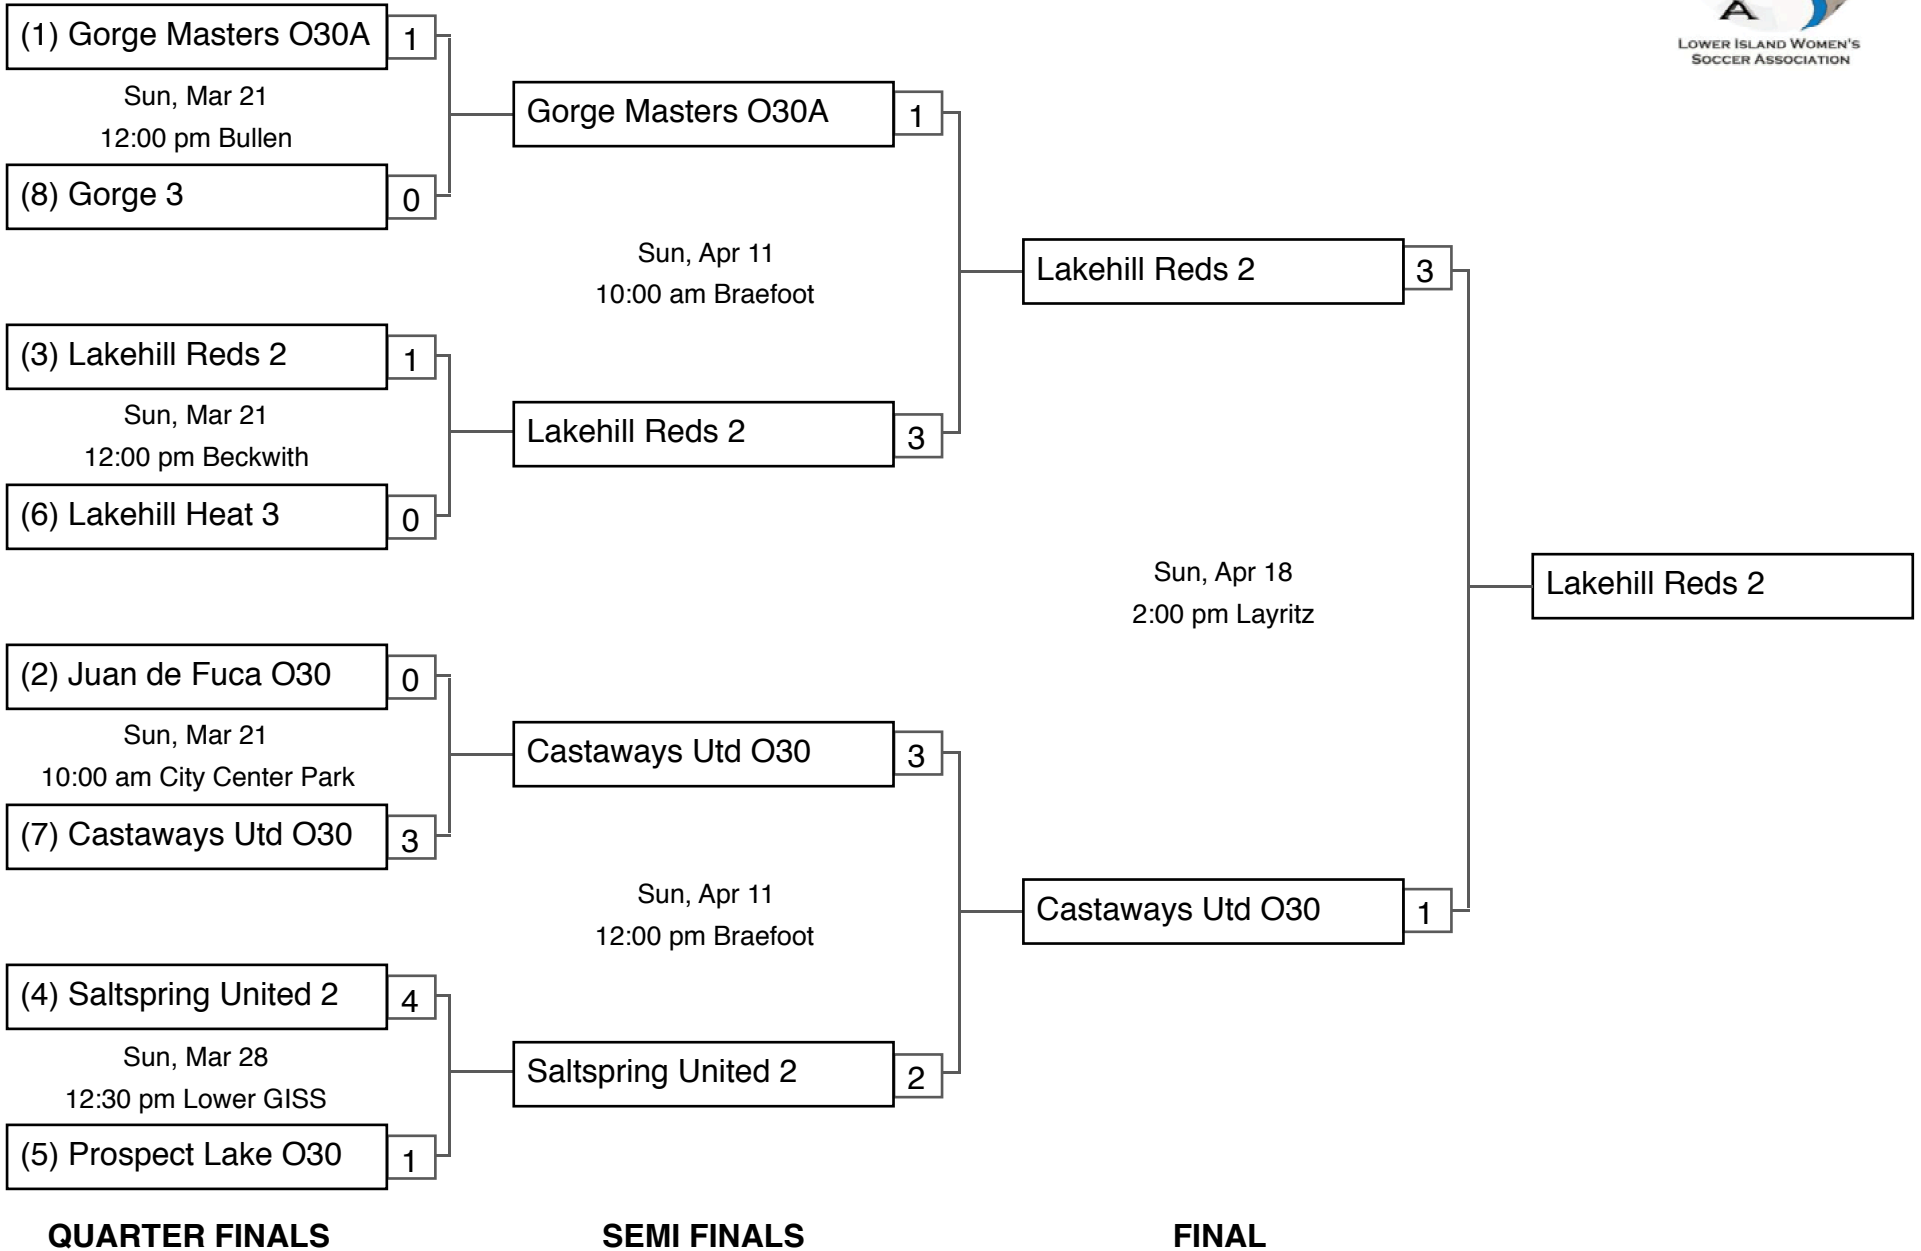 A
LOWER ISLAND WOMEN'S
SOCCER ASSOCIATION
(1) Gorge Masters O30A 1
Sun, Mar 21
12:00 pm Bullen
(8) Gorge 3 0
(3) Lakehill Reds 2 1
Sun, Mar 21
12:00 pm Beckwith
(6) Lakehill Heat 3 0
(2) Juan de Fuca O30 0
Sun, Mar 21
10:00 am City Center Park
(7) Castaways Utd O30 3
(4) Saltspring United 2 4
Sun, Mar 28
12:30 pm Lower GISS
(5) Prospect Lake O30 1
QUARTER FINALS
Gorge Masters O30A 1
Sun, Apr 11
10:00 am Braefoot
Lakehill Reds 2 3
Castaways Utd O30 3
Sun, Apr 11
12:00 pm Braefoot
Saltspring United 2 2
SEMI FINALS
Lakehill Reds 2 3
Sun, Apr 18
2:00 pm Layritz
Castaways Utd O30 1
FINAL
Lakehill Reds 2